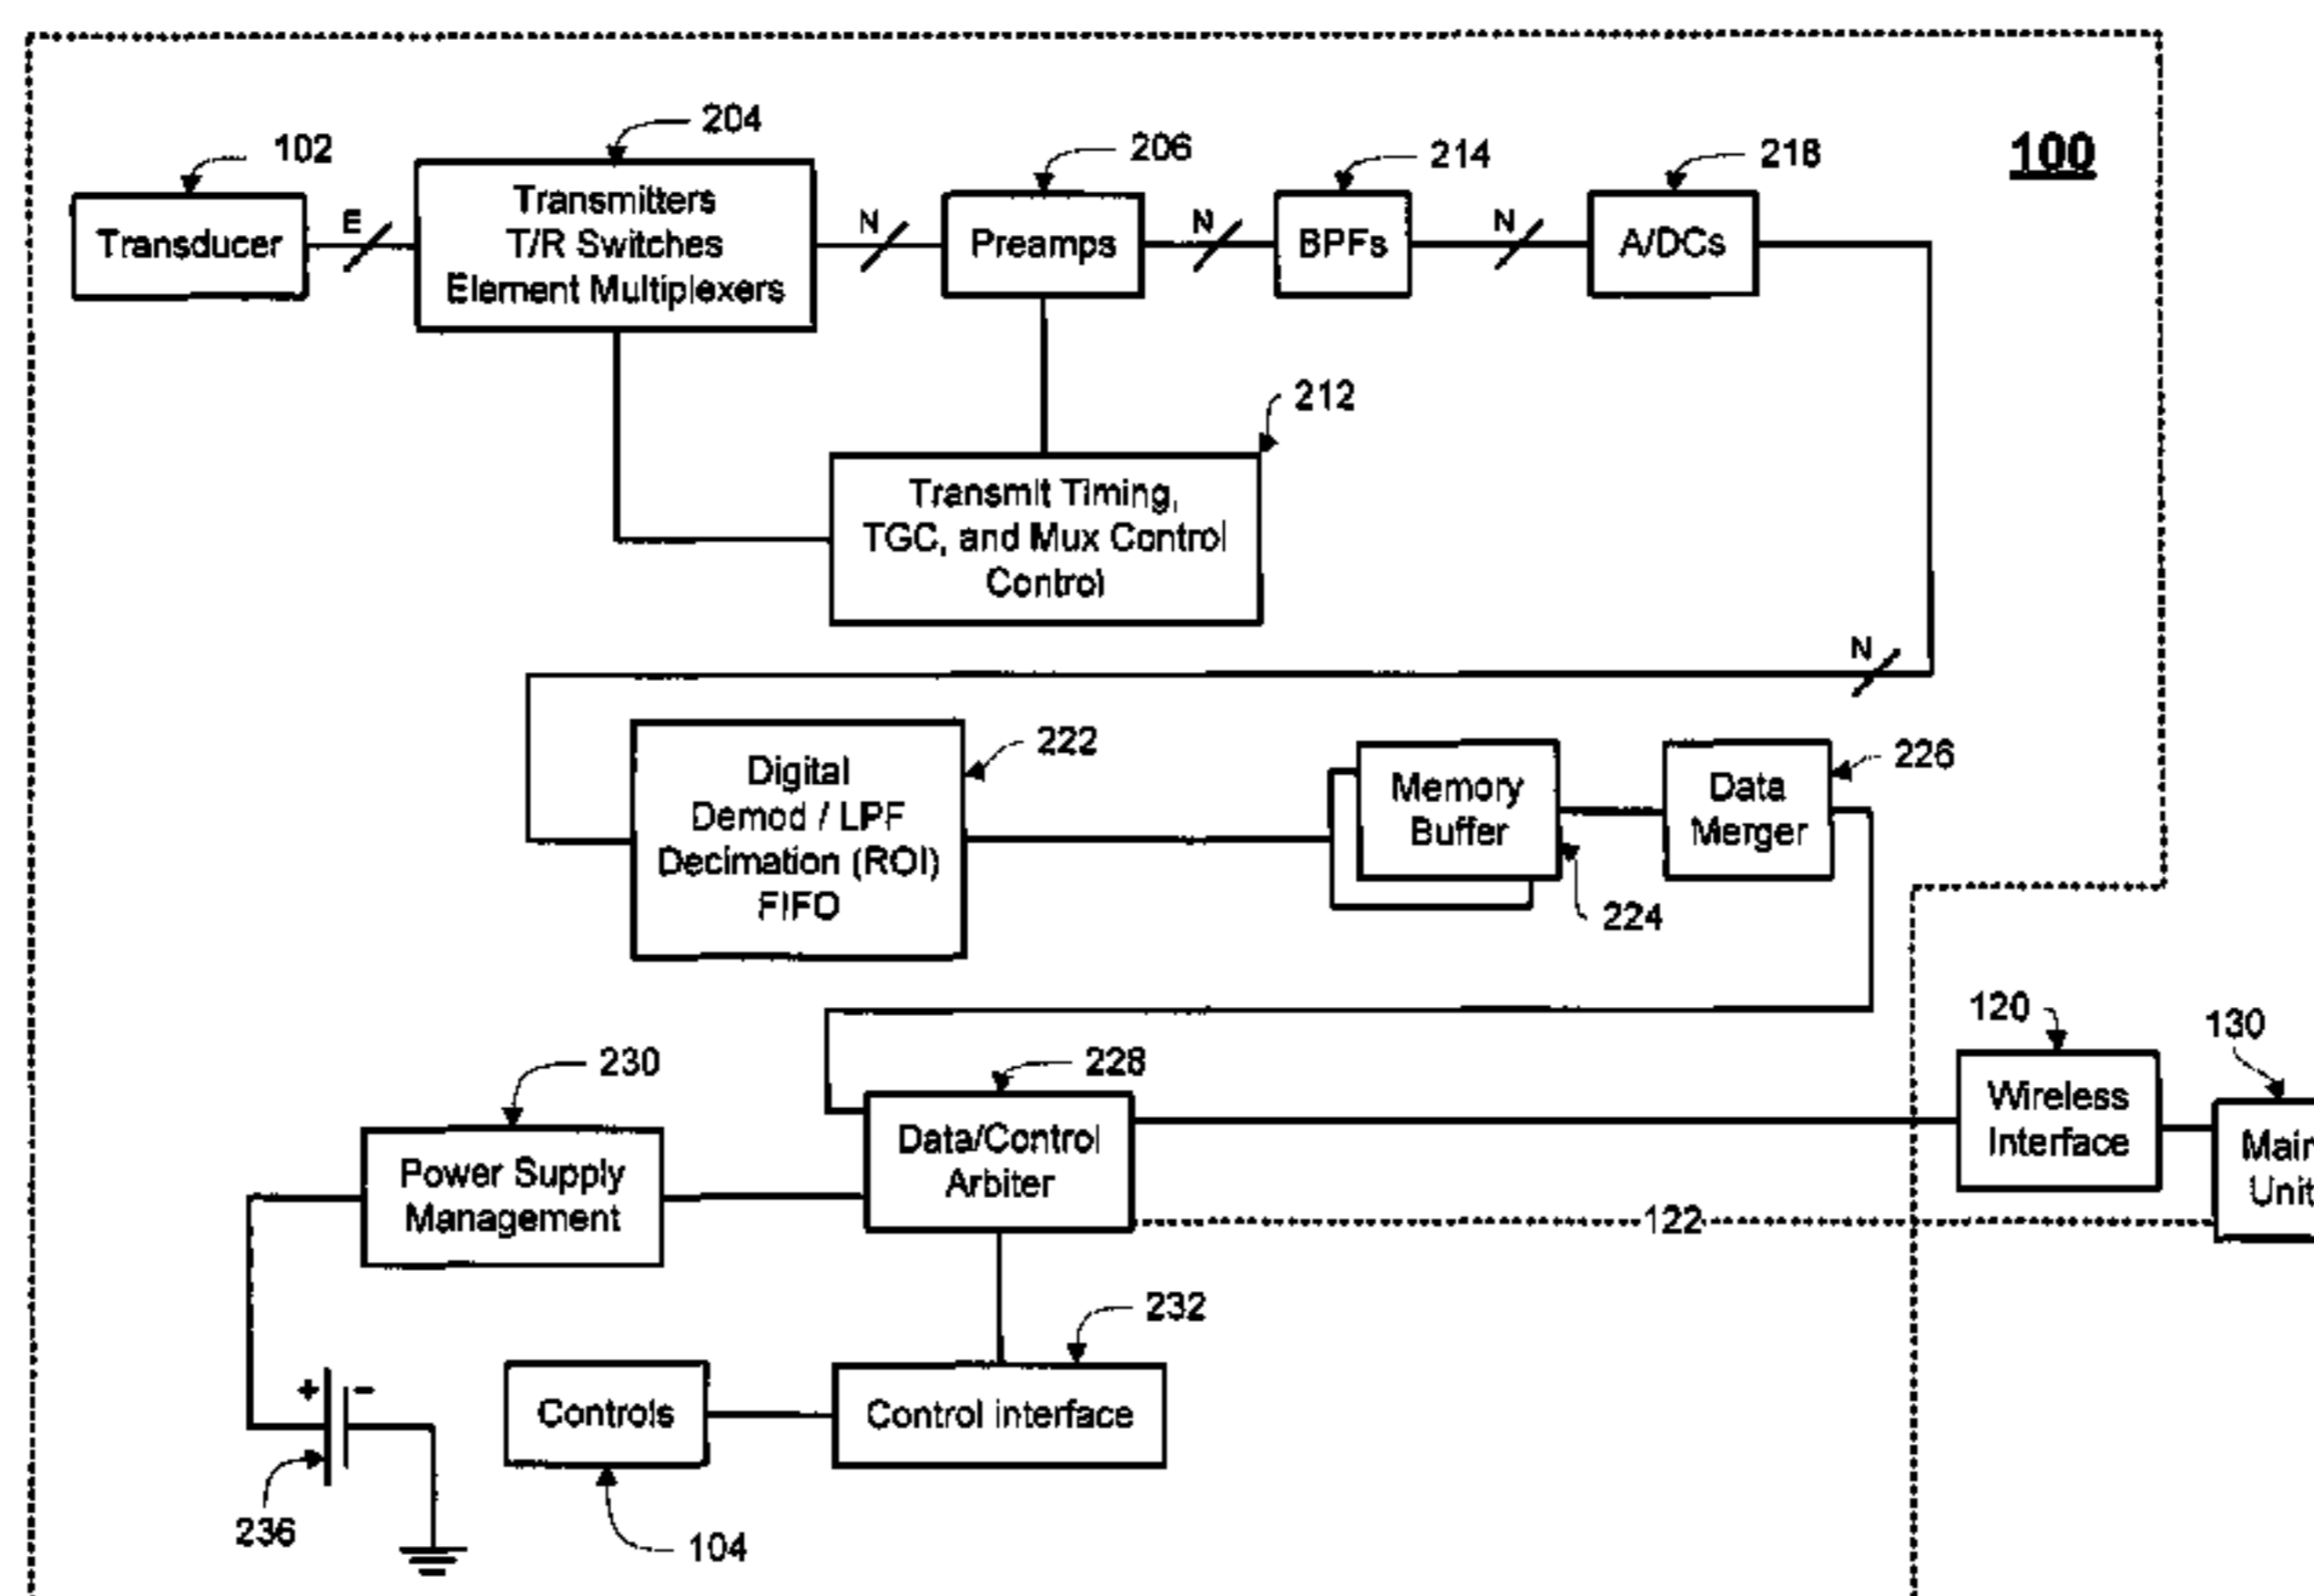 100
102
204
206
214
218
Transducer
E
Transmitters
T/R Switches
Element Multiplexers
N
Preamps
N
BPFs
N
A/DCs
212
Transmit Timing,
TGC, and Mux Control
Control
N
222
Digital
Demod / LPF
Decimation (ROI)
FIFO
Memory
Buffer
224
Data
Merger
226
120
130
230
228
Wireless
Interface
Main
Unit
Power Supply
Management
Data/Control
Arbiter
122
232
+
-
Controls
Control interface
236
104